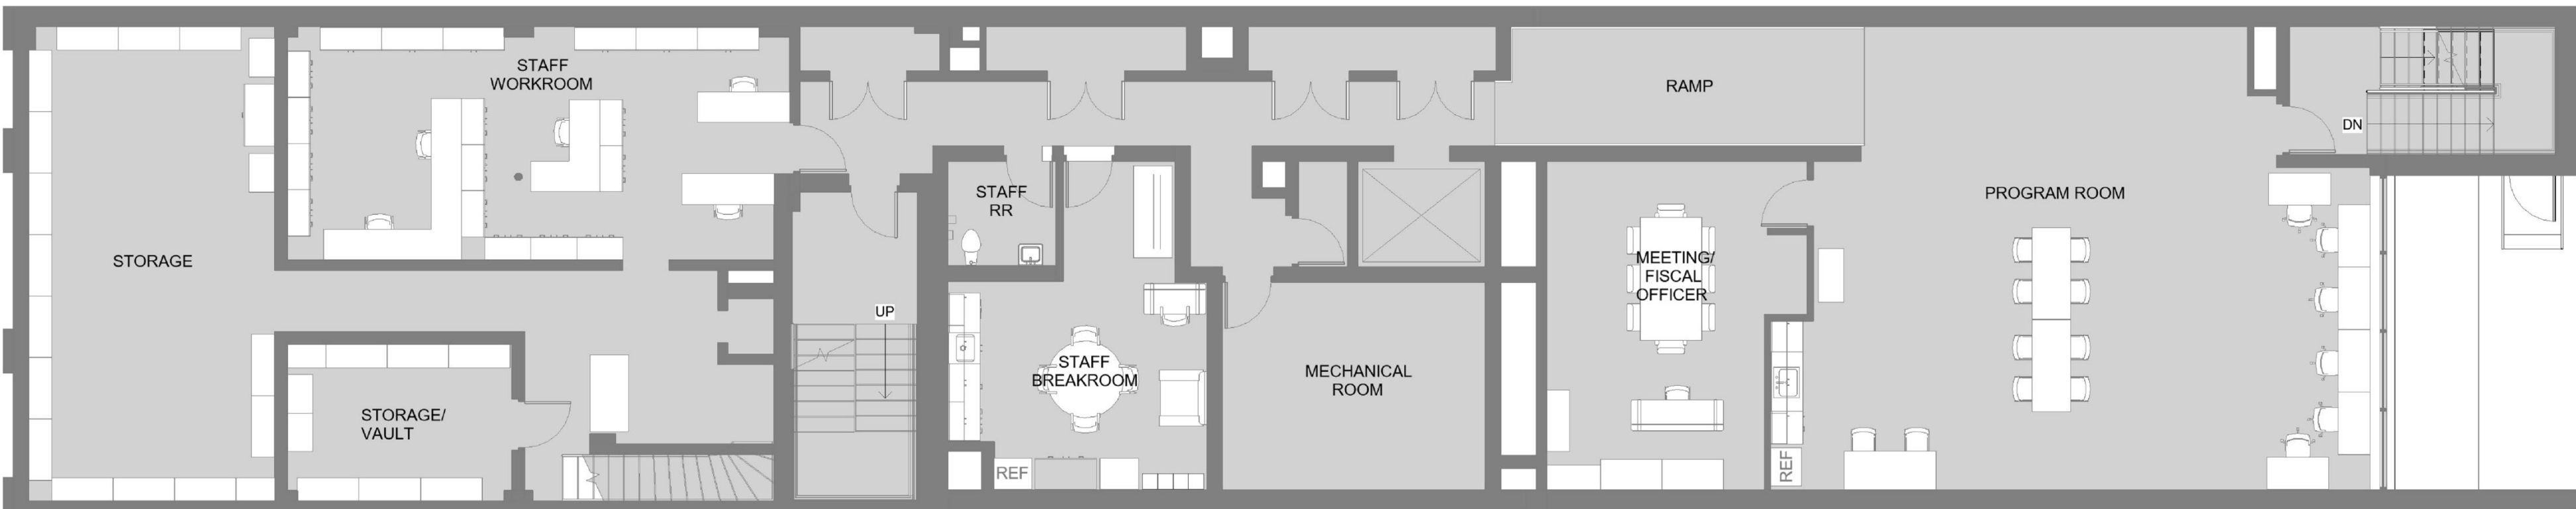 STAFF
WORKROOM
RAMP
DN
STAFF
RR
PROGRAM ROOM
STORAGE
MEETING/
FISCAL
OFFICER
UP
STAFF
BREAKROOM
MECHANICAL
ROOM
STORAGE/
VAULT
REF
REF